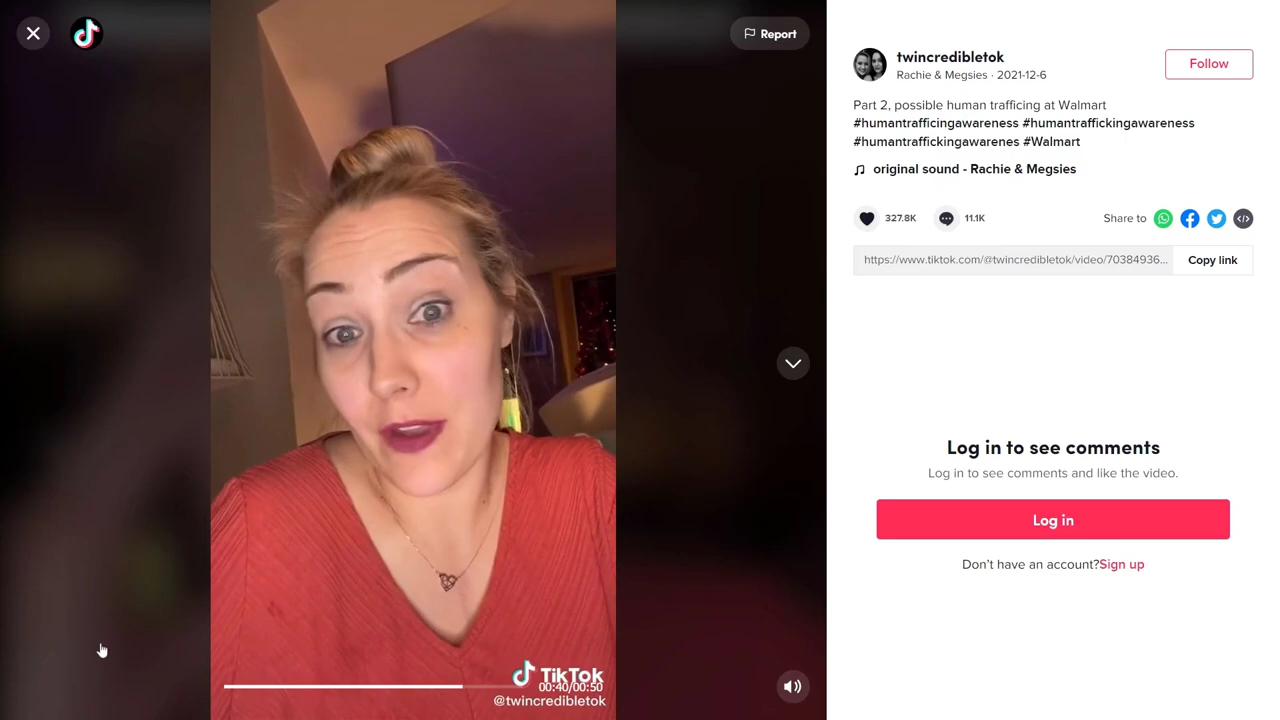 Report
twincredibletok
Rachie & Megsies · 2021-12-6
Follow
Part 2, possible human trafficing at Walmart
#humantrafficingawareness #humantraffickingawareness
#humantraffickingawarenes #Walmart
original sound - Rachie & Megsies
327.8K
11.1K
Share to
https://www.tiktok.com/@twincredibletok/video/70384936...
Copy link
Log in to see comments
Log in to see comments and like the video.
Log in
Don't have an account?Sign up
TikTok
00:40/00:50
@twincredibletok